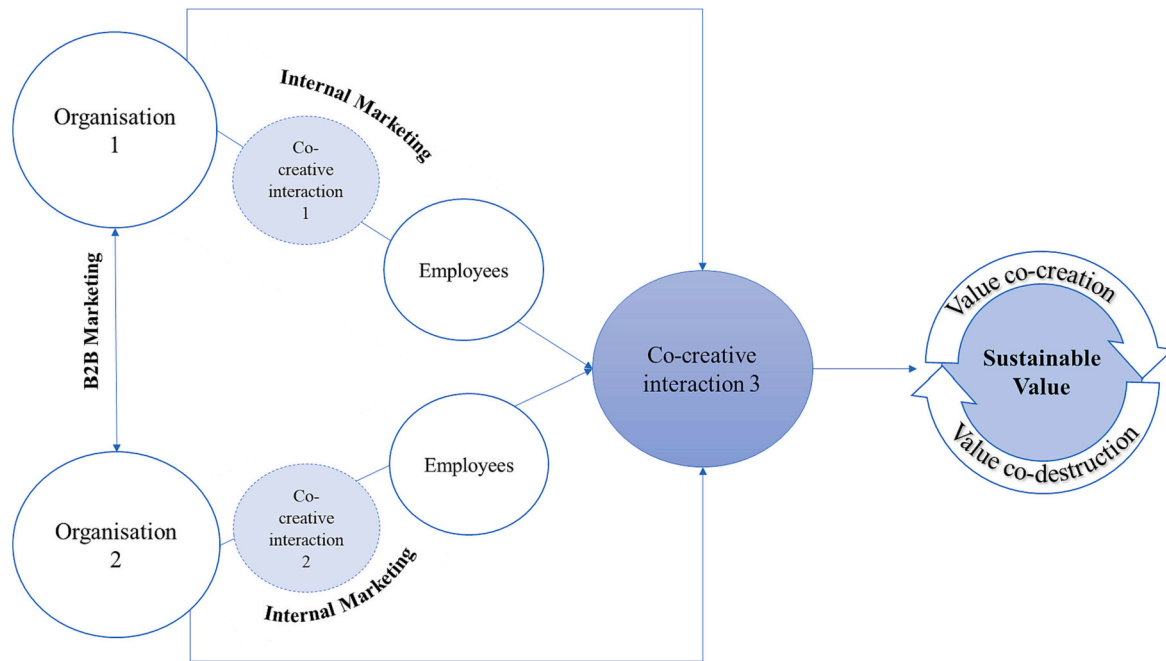 Organisation
1
Internal Marketing
Co-
creative
interaction
1
Employees
B2B Marketing
Co-creative
interaction 3
Value co-creation
Sustainable
Value
Value co-destruction
Employees
Co-
creative
interaction
2
Organisation
2
Internal Marketing